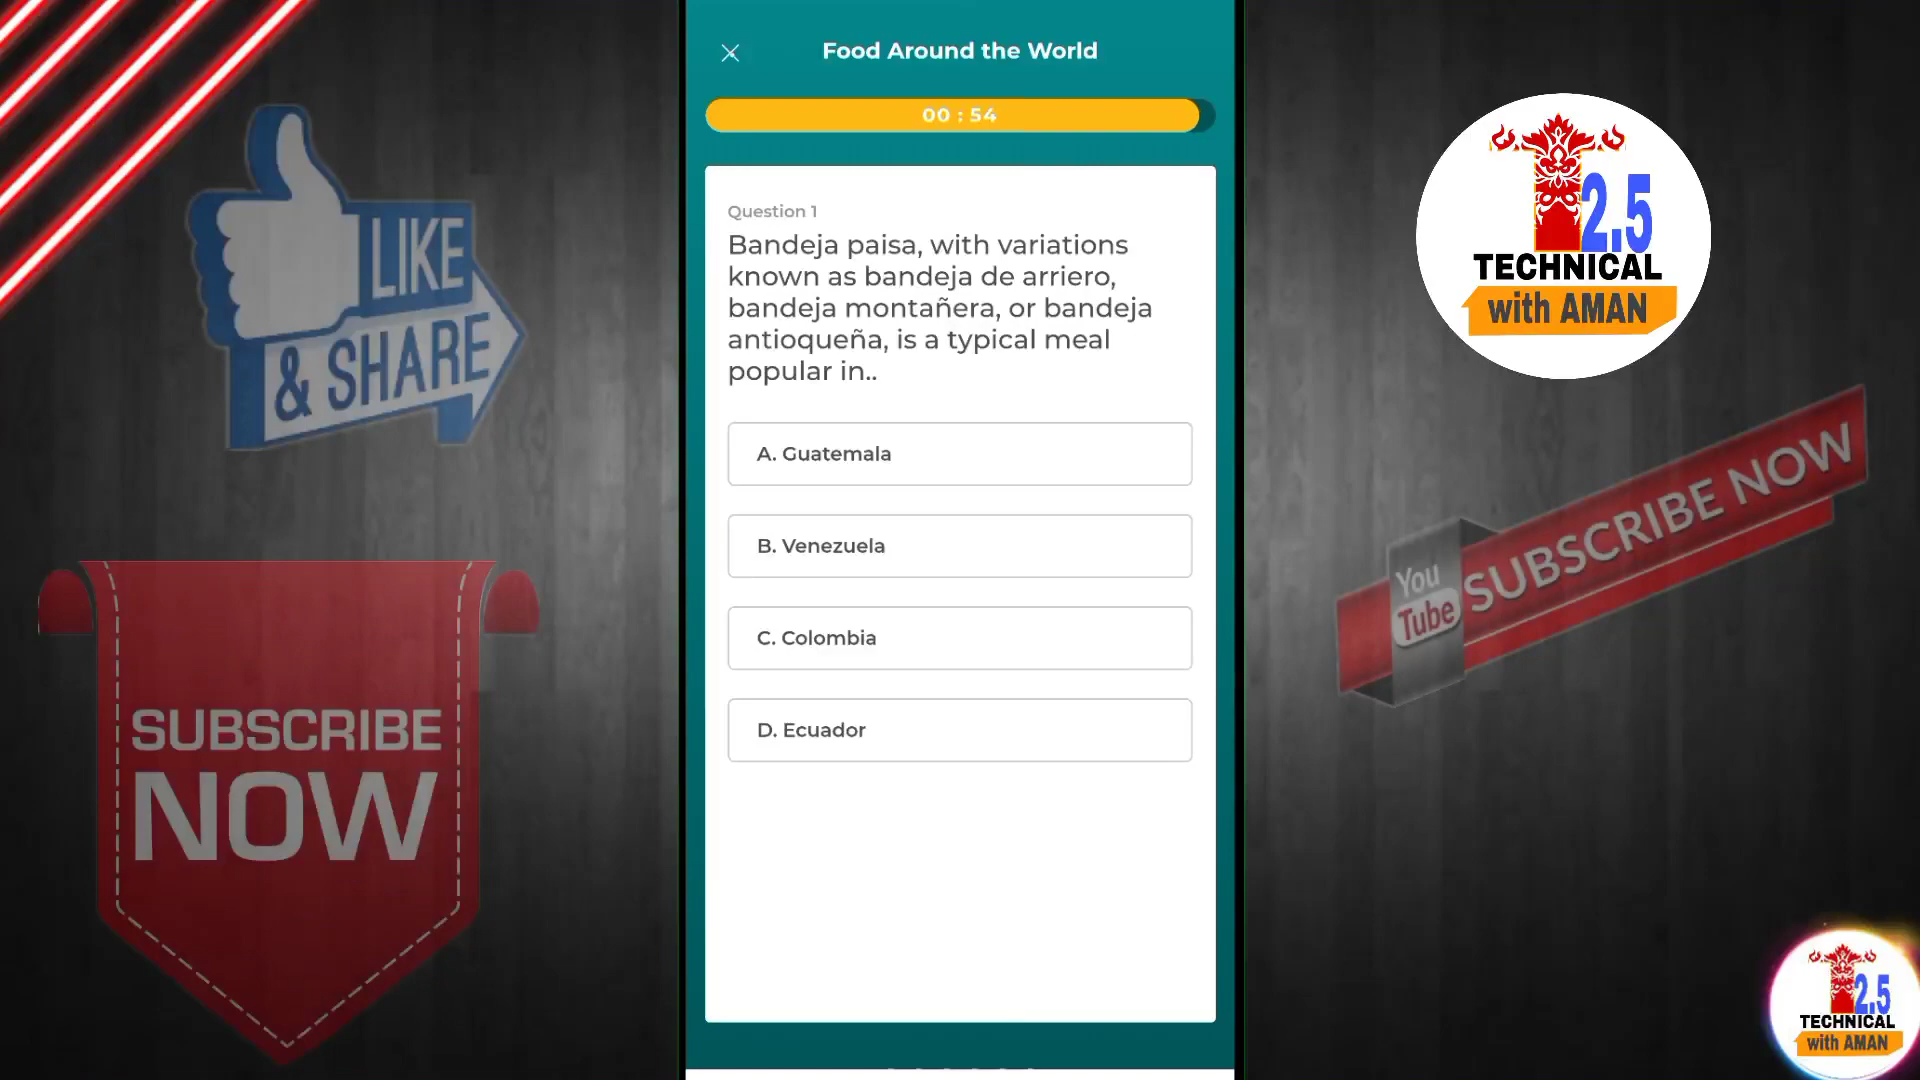 Food Around the World
00 : 54
Question 1
Bandeja paisa, with variations
known as bandeja de arriero,
bandeja montañera, or bandeja
antioqueña, is a typical meal
popular in..
A. Guatemala
B. Venezuela
C. Colombia
D. Ecuador
LIKE
& SHARE
SUBSCRIBE
NOW
T 2.5
TECHNICAL
with AMAN
You
Tube
SUBSCRIBE NOW
T 2.5
TECHNICAL
with AMAN